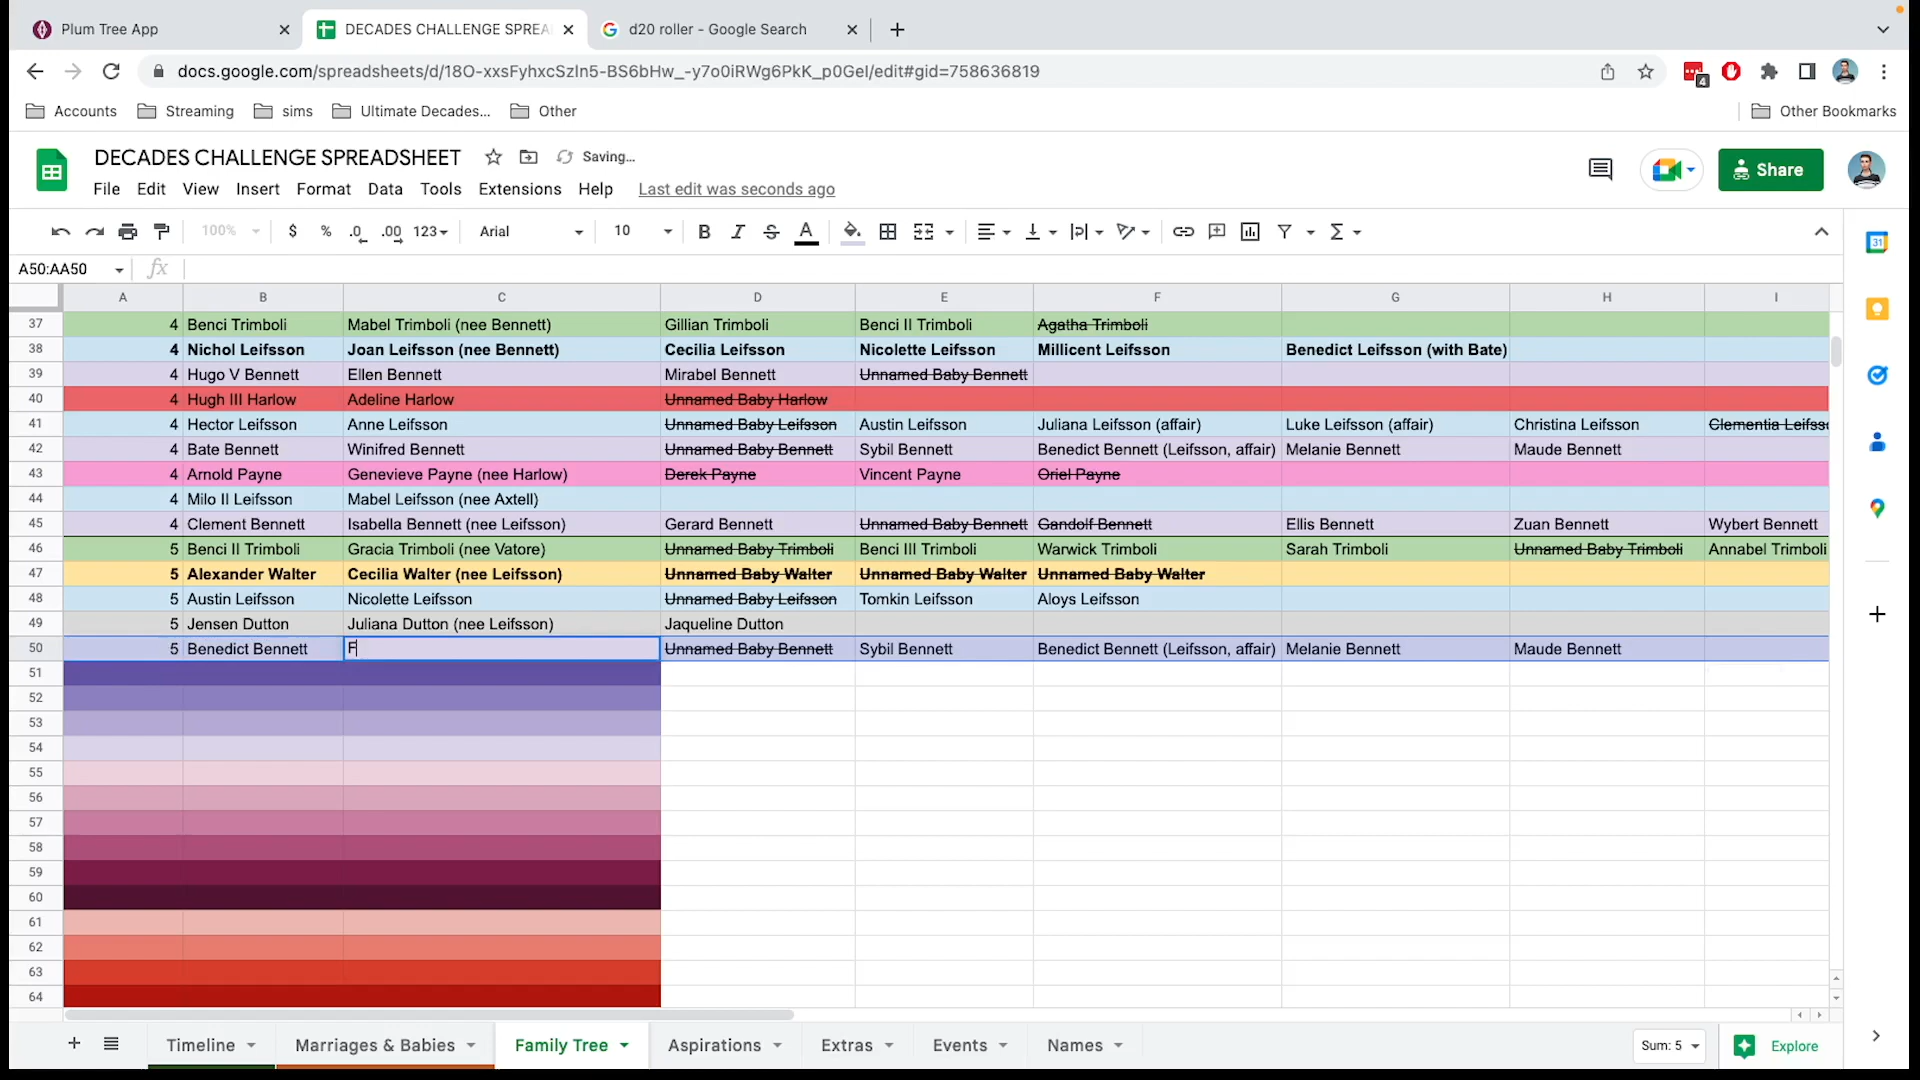 Plum Tree App
DECADES CHALLENGE SPREA
d20 roller - Google Search
docs.google.com/spreadsheets/d/18O-xxsFyhxcSzIn5-BS6bHw_-y7o0iRWg6PkK_p0GeI/edit#gid=758636819
4
Accounts Streaming sims Ultimate Decades... Other Other Bookmarks
DECADES CHALLENGE SPREADSHEET Saving...
File Edit View Insert Format Data Tools Extensions Help Last edit was seconds ago
Share
100% $ % .0 .00 123 Arial 10 B I S A
31
A50:AA50 fx
A B C D E F G H I
37 4 Benci Trimboli Mabel Trimboli (nee Bennett) Gillian Trimboli Benci II Trimboli Agatha Trimboli
38 4 Nichol Leifsson Joan Leifsson (nee Bennett) Cecilia Leifsson Nicolette Leifsson Millicent Leifsson Benedict Leifsson (with Bate)
39 4 Hugo V Bennett Ellen Bennett Mirabel Bennett Unnamed Baby Bennett
40 4 Hugh III Harlow Adeline Harlow Unnamed Baby Harlow
41 4 Hector Leifsson Anne Leifsson Unnamed Baby Leifsson Austin Leifsson Juliana Leifsson (affair) Luke Leifsson (affair) Christina Leifsson Clementia Leifss
42 4 Bate Bennett Winifred Bennett Unnamed Baby Bennett Sybil Bennett Benedict Bennett (Leifsson, affair) Melanie Bennett Maude Bennett
43 4 Arnold Payne Genevieve Payne (nee Harlow) Derek Payne Vincent Payne Oriel Payne
44 4 Milo II Leifsson Mabel Leifsson (nee Axtell)
45 4 Clement Bennett Isabella Bennett (nee Leifsson) Gerard Bennett Unnamed Baby Bennett Gandolf Bennett Ellis Bennett Zuan Bennett Wybert Bennett
46 5 Benci II Trimboli Gracia Trimboli (nee Vatore) Unnamed Baby Trimboli Benci III Trimboli Warwick Trimboli Sarah Trimboli Unnamed Baby Trimboli Annabel Trimboli
47 5 Alexander Walter Cecilia Walter (nee Leifsson) Unnamed Baby Walter Unnamed Baby Walter Unnamed Baby Walter
48 5 Austin Leifsson Nicolette Leifsson Unnamed Baby Leifsson Tomkin Leifsson Aloys Leifsson
49 5 Jensen Dutton Juliana Dutton (nee Leifsson) Jaqueline Dutton
50 5 Benedict Bennett F Unnamed Baby Bennett Sybil Bennett Benedict Bennett (Leifsson, affair) Melanie Bennett Maude Bennett
51
52
53
54
55
56
57
58
59
60
61
62
63
64
Timeline Marriages & Babies Family Tree Aspirations Extras Events Names Sum: 5 Explore